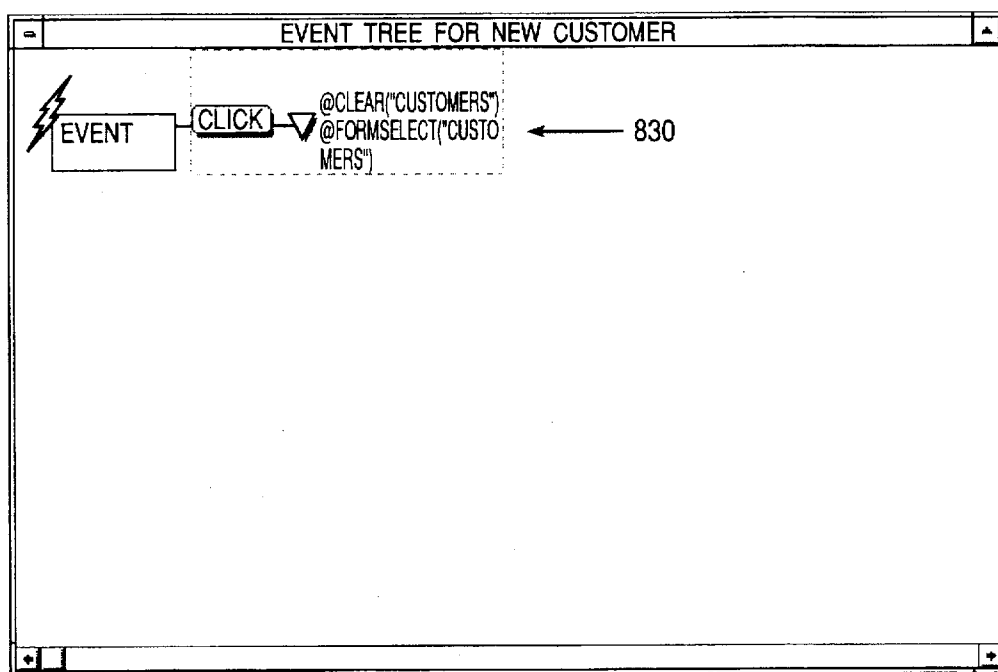 EVENT TREE FOR NEW CUSTOMER
EVENT
CLICK
@CLEAR("CUSTOMERS")
@FORMSELECT("CUSTO
MERS")
830